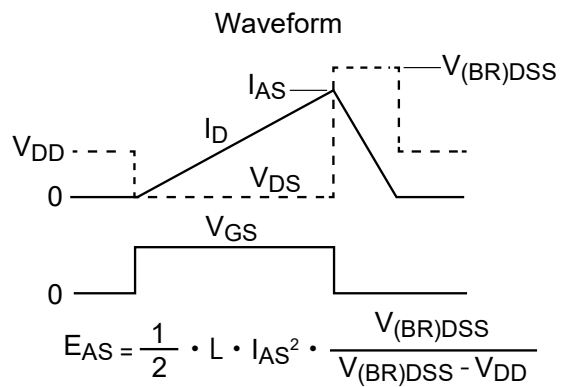 Waveform
V(BR)DSS
IAS
ID
VDD
VDS
0
VGS
0
EAS = 1/2 · L · IAS² · V(BR)DSS / V(BR)DSS - VDD